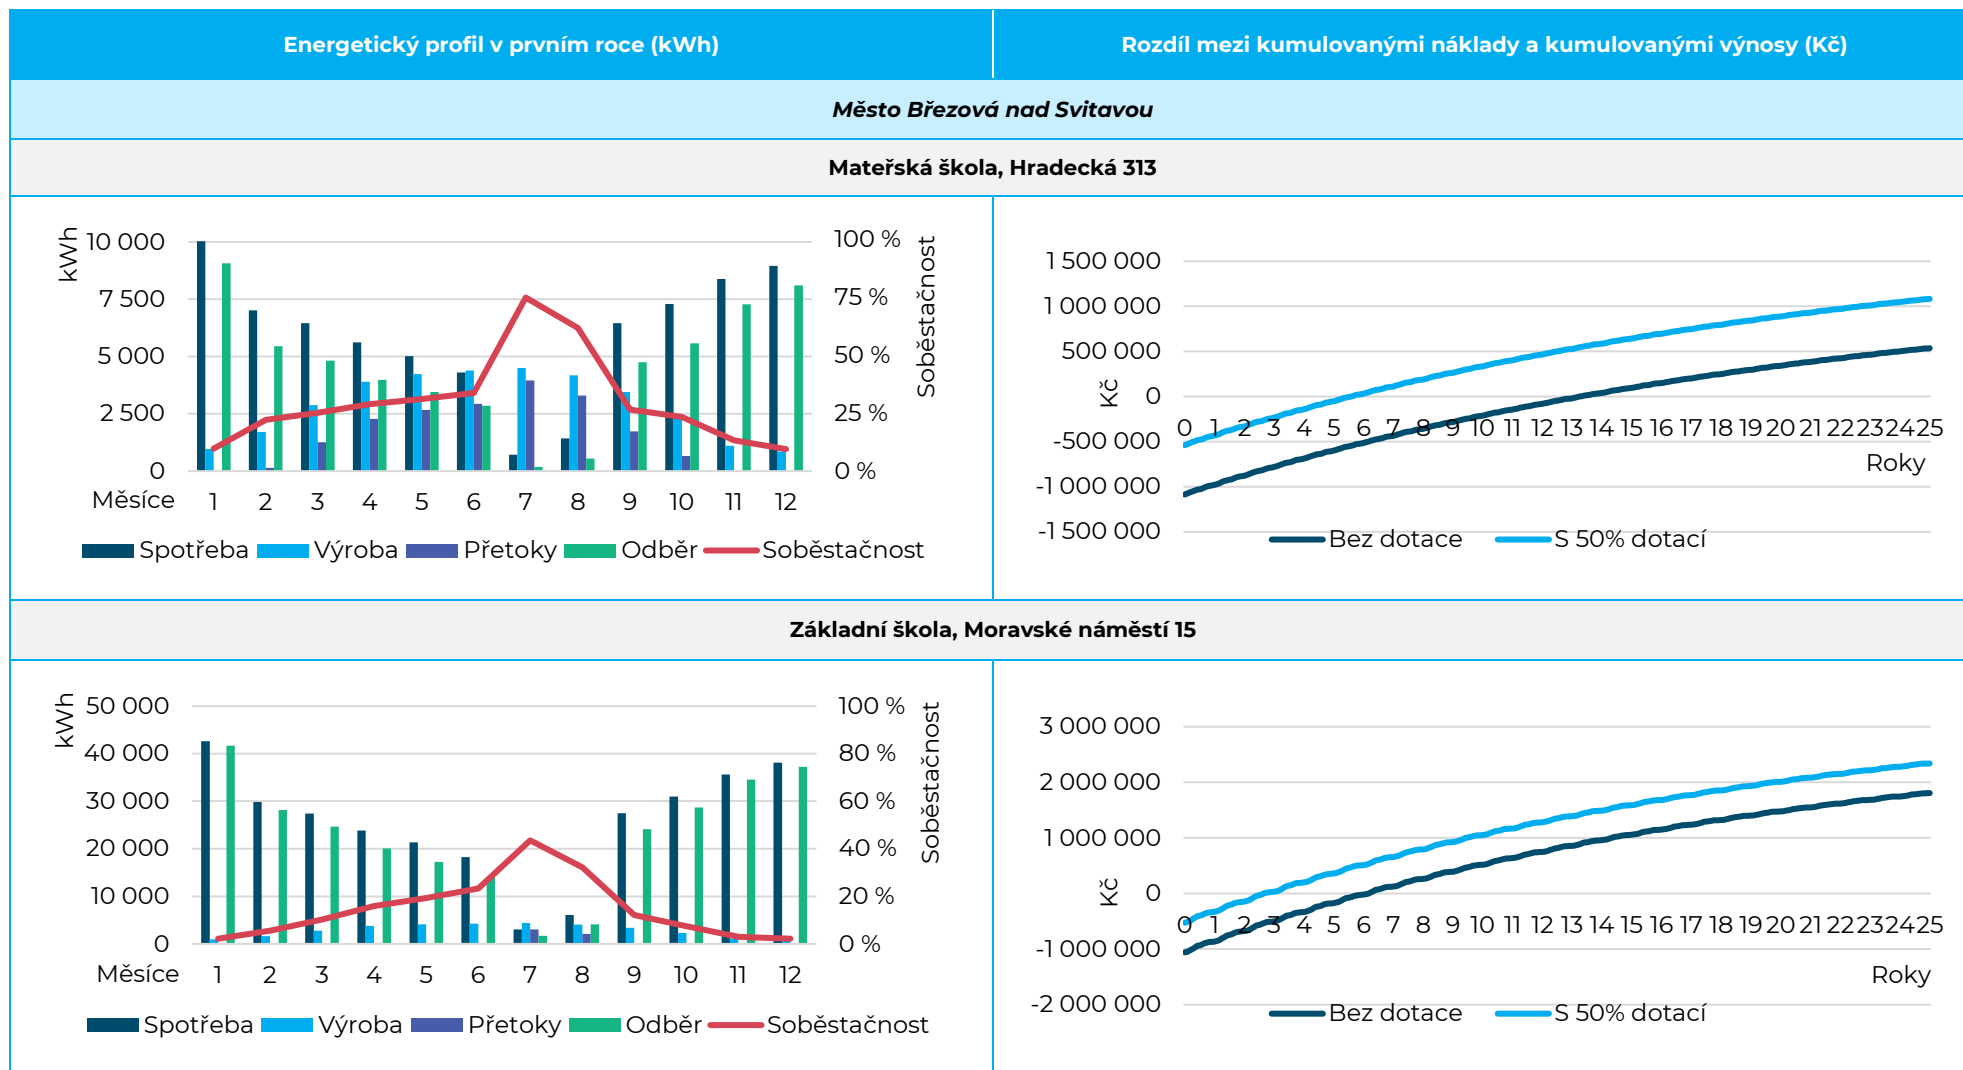 Energetický profil v prvním roce (kWh)
Rozdíl mezi kumulovanými náklady a kumulovanými výnosy (Kč)
Město Březová nad Svitavou
Mateřská škola, Hradecká 313
kWh
10 000
7 500
5 000
2 500
0
100 %
75 %
50 %
25 %
0 %
Soběstačnost
Měsíce 1 2 3 4 5 6 7 8 9 10 11 12
Spotřeba Výroba Přetoky Odběr Soběstačnost
1 500 000
1 000 000
500 000
0
-500 000
-1 000 000
-1 500 000
Kč
0 1 2 3 4 5 6 7 8 9 10 11 12 13 14 15 16 17 18 19 20 21 22 23 24 25
Roky
Bez dotace S 50% dotací
Základní škola, Moravské náměstí 15
kWh
50 000
40 000
30 000
20 000
10 000
0
100 %
80 %
60 %
40 %
20 %
0 %
Soběstačnost
Měsíce 1 2 3 4 5 6 7 8 9 10 11 12
Spotřeba Výroba Přetoky Odběr Soběstačnost
3 000 000
2 000 000
1 000 000
0
-1 000 000
-2 000 000
Kč
0 1 2 3 4 5 6 7 8 9 10 11 12 13 14 15 16 17 18 19 20 21 22 23 24 25
Roky
Bez dotace S 50% dotací